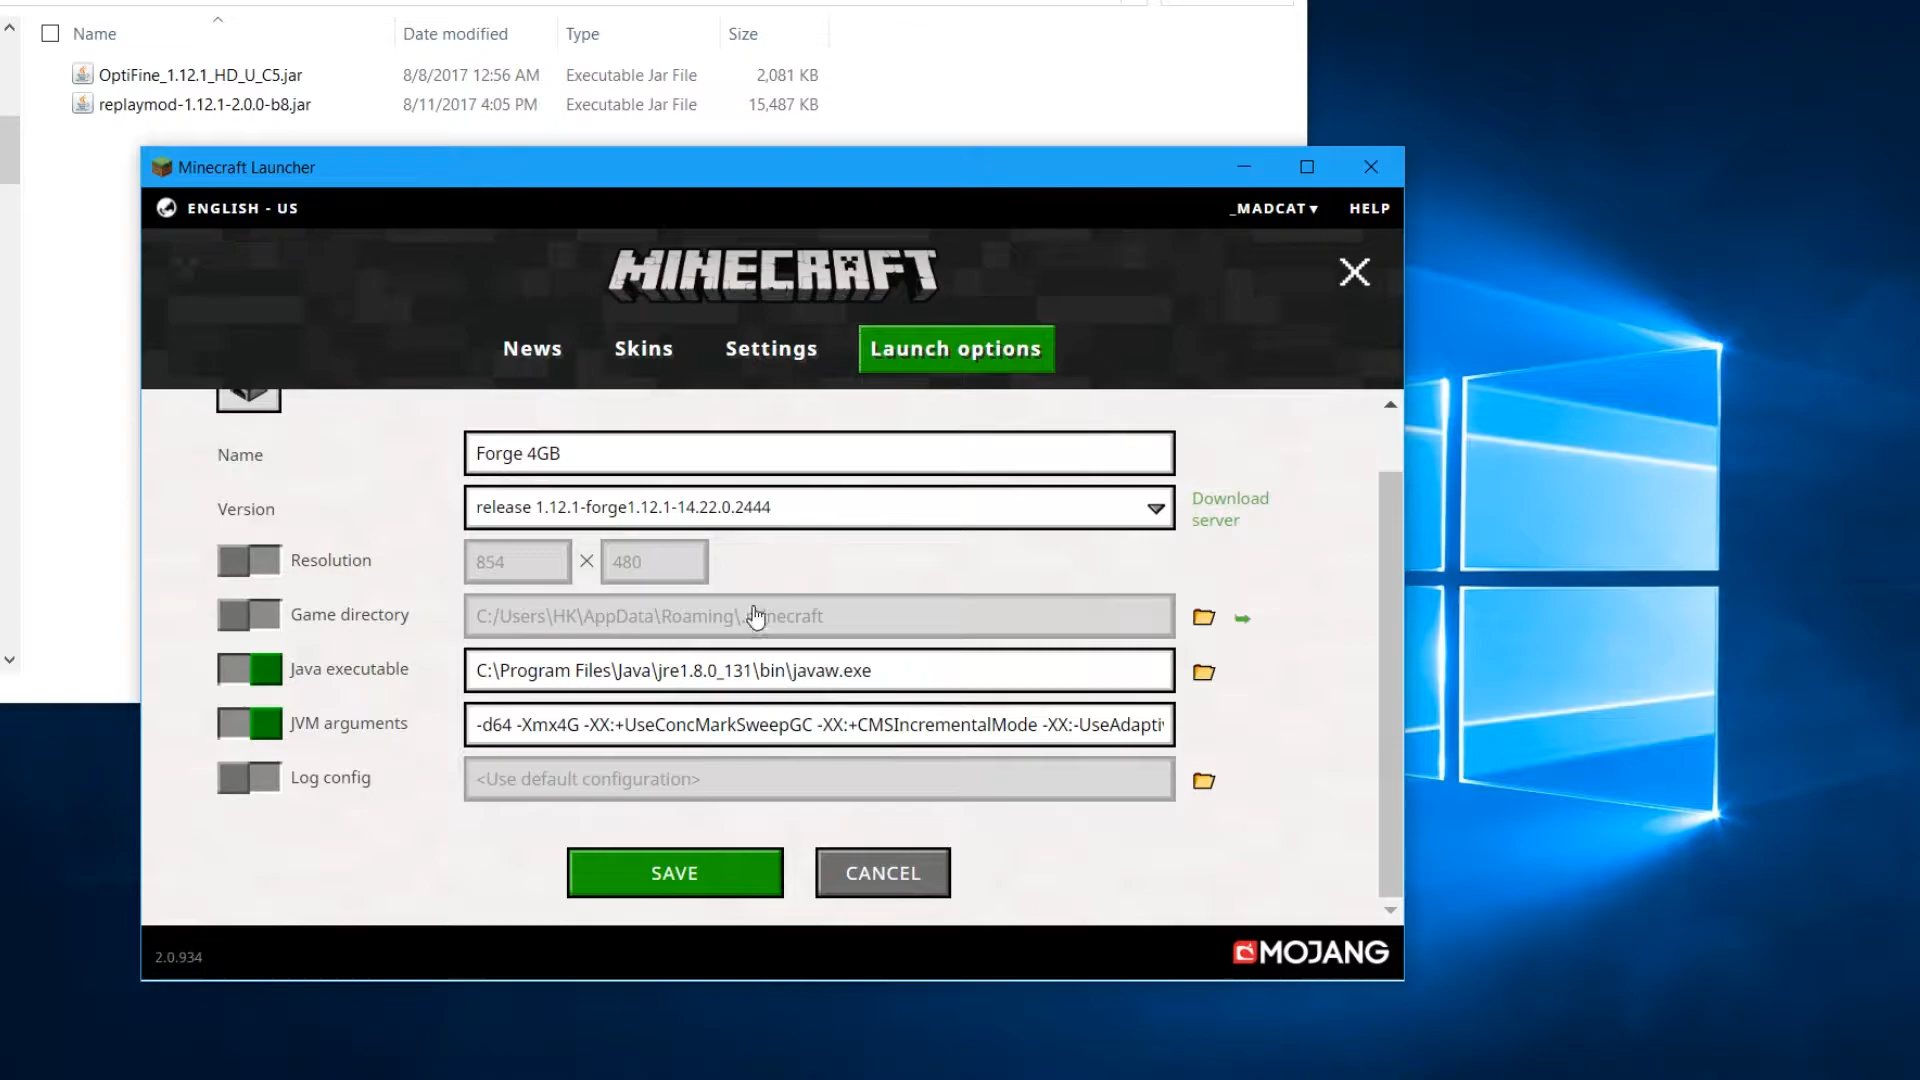 Name Date modified Type Size
OptiFine_1.12.1_HD_U_C5.jar 8/8/2017 12:56 AM Executable Jar File 2,081 KB
replaymod-1.12.1-2.0.0-b8.jar 8/11/2017 4:05 PM Executable Jar File 15,487 KB
Minecraft Launcher
ENGLISH - US _MADCAT▾ HELP
MINECRAFT
News Skins Settings Launch options
Name Forge 4GB
Version release 1.12.1-forge1.12.1-14.22.0.2444
Download
server
Resolution 854 × 480
Game directory C:/Users\HK\AppData\Roaming\.minecraft
Java executable C:\Program Files\Java\jre1.8.0_131\bin\javaw.exe
JVM arguments -d64 -Xmx4G -XX:+UseConcMarkSweepGC -XX:+CMSIncrementalMode -XX:-UseAdapti
Log config <Use default configuration>
SAVE CANCEL
2.0.934 MOJANG